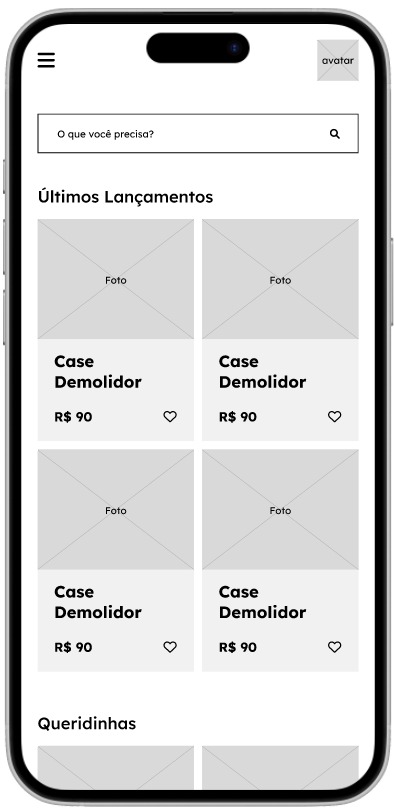 avatar
O que você precisa?
Últimos Lançamentos
Foto
Foto
Case
Demolidor
R$ 90
Case
Demolidor
R$ 90
Foto
Foto
Case
Demolidor
R$ 90
Case
Demolidor
R$ 90
Queridinhas